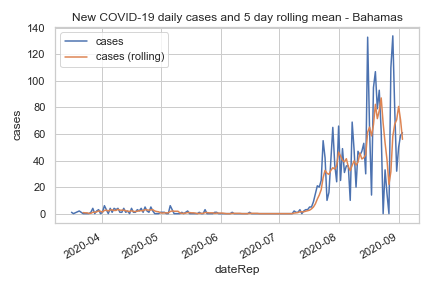 New COVID-19 daily cases and 5 day rolling mean - Bahamas
cases
cases (rolling)
cases
140
120
100
80
60
40
20
0
2020-04
2020-05
2020-06
2020-07
2020-08
2020-09
dateRep